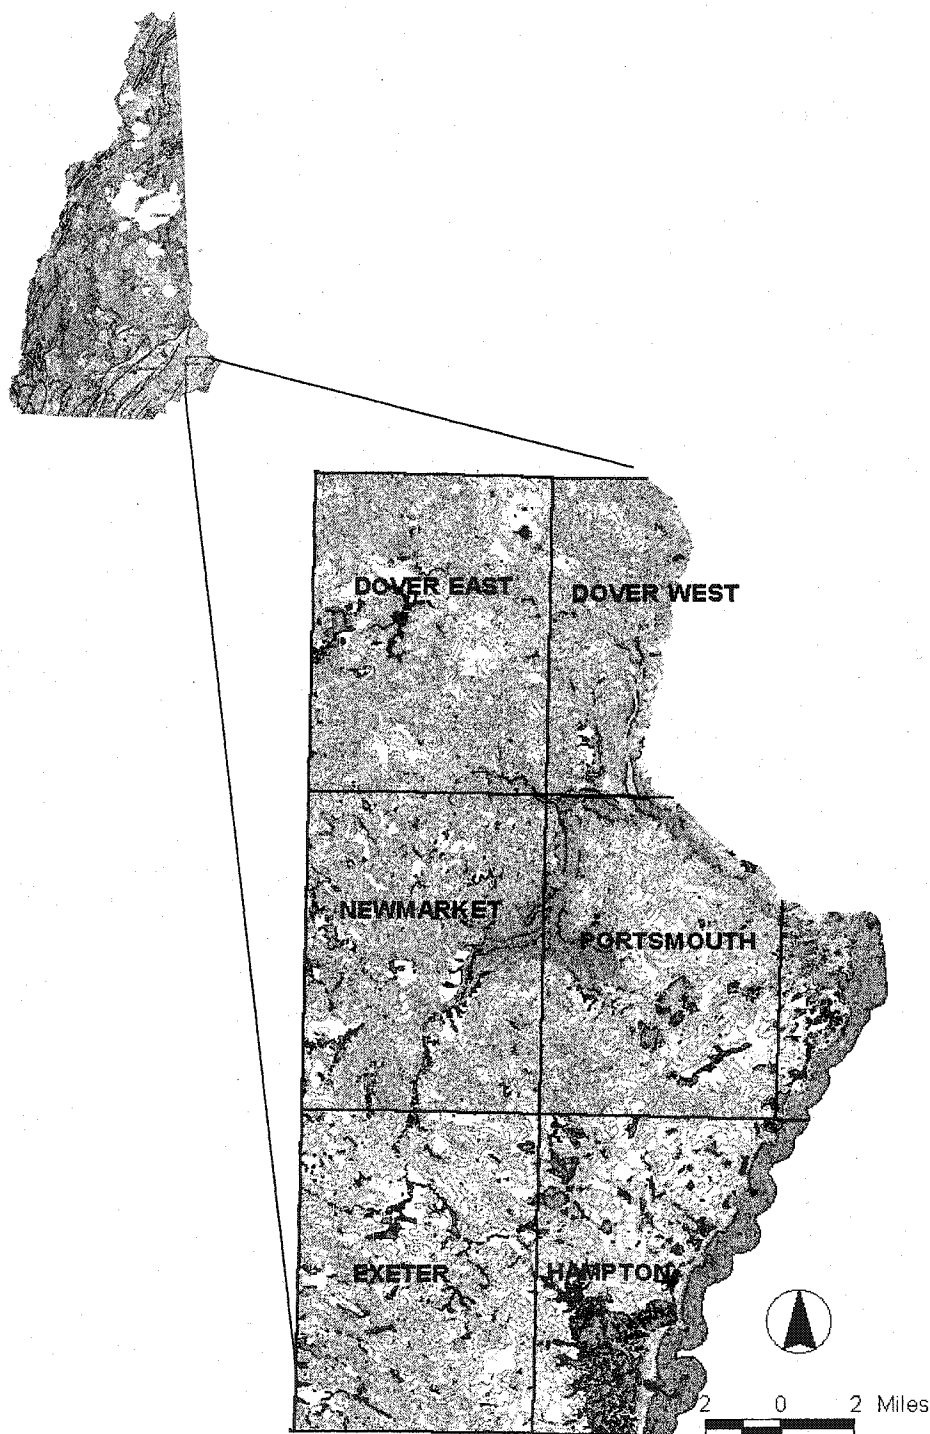 DOVER EAST
DOVER WEST
NEWMARKET
PORTSMOUTH
EXETER
HAMPTON
2 0 2 Miles